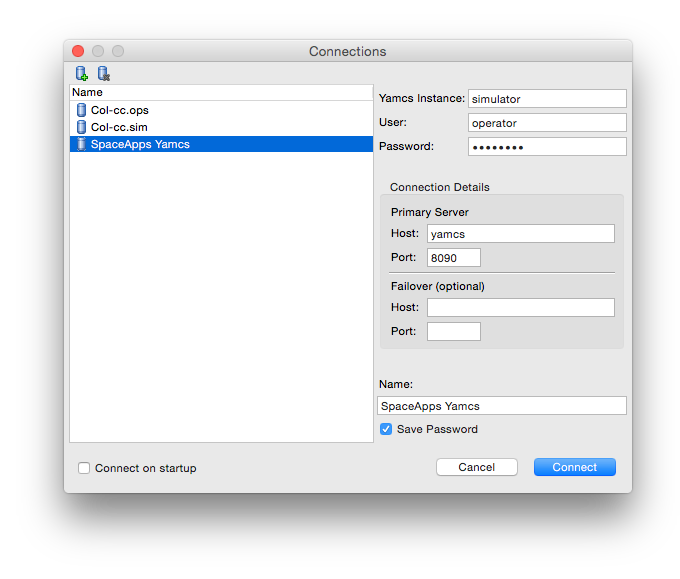 Connections
Name
Col-cc.ops
Col-cc.sim
SpaceApps Yamcs
Yamcs Instance: simulator
User: operator
Password: ••••••••
Connection Details
Primary Server
Host: yamcs
Port: 8090
Failover (optional)
Host:
Port:
Name:
SpaceApps Yamcs
Save Password
Connect on startup
Cancel
Connect